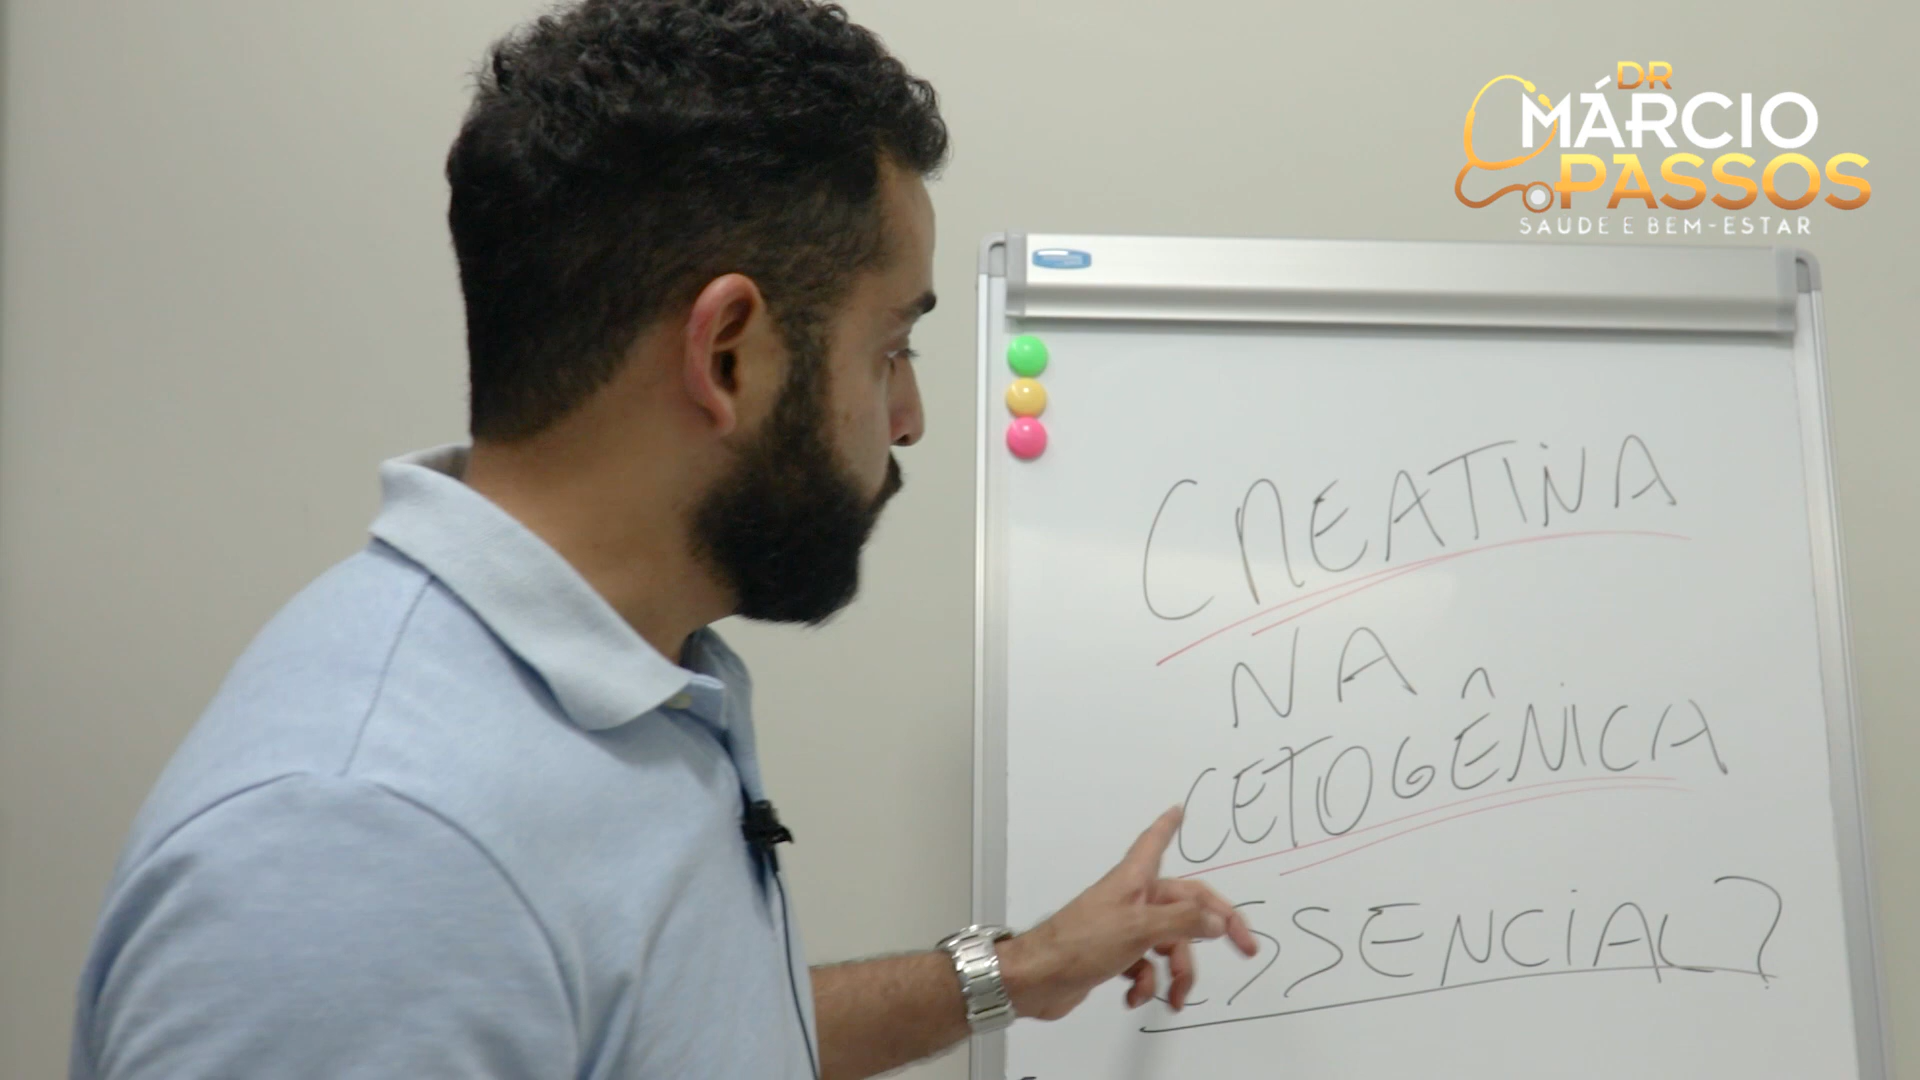 DR
MÁRCIO
PASSOS
SAÚDE E BEM-ESTAR
CREATINA
NA
CETOGÊNICA
ESSENCIAL?